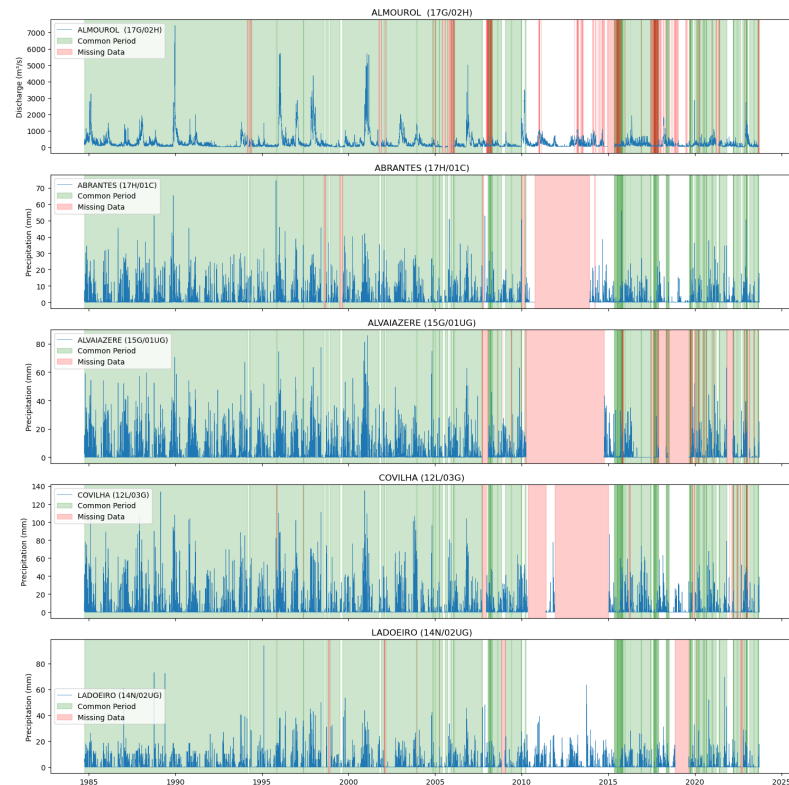 ALMOUROL (17G/02H)
Discharge (m³/s)
7000
6000
5000
4000
3000
2000
1000
0
ALMOUROL (17G/02H)
Common Period
Missing Data
ABRANTES (17H/01C)
Precipitation (mm)
70
60
50
40
30
20
10
0
ABRANTES (17H/01C)
Common Period
Missing Data
ALVAIAZERE (15G/01UG)
Precipitation (mm)
80
60
40
20
0
ALVAIAZERE (15G/01UG)
Common Period
Missing Data
COVILHA (12L/03G)
Precipitation (mm)
140
120
100
80
60
40
20
0
COVILHA (12L/03G)
Common Period
Missing Data
LADOEIRO (14N/02UG)
Precipitation (mm)
80
60
40
20
0
LADOEIRO (14N/02UG)
Common Period
Missing Data
1985 1990 1995 2000 2005 2010 2015 2020 2025